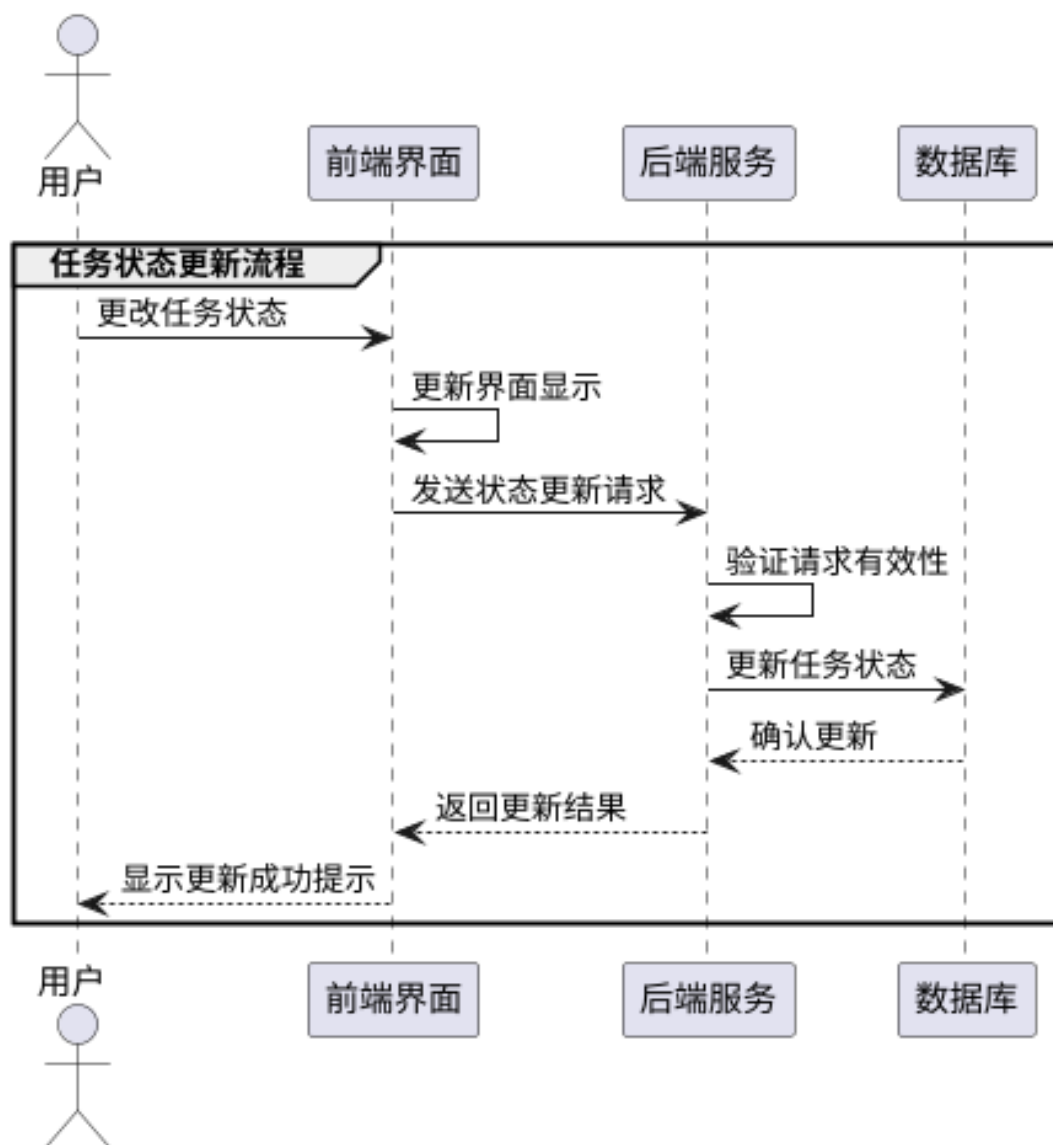 用户
前端界面
后端服务
数据库
任务状态更新流程
更改任务状态
更新界面显示
发送状态更新请求
验证请求有效性
更新任务状态
确认更新
返回更新结果
显示更新成功提示
用户
前端界面
后端服务
数据库